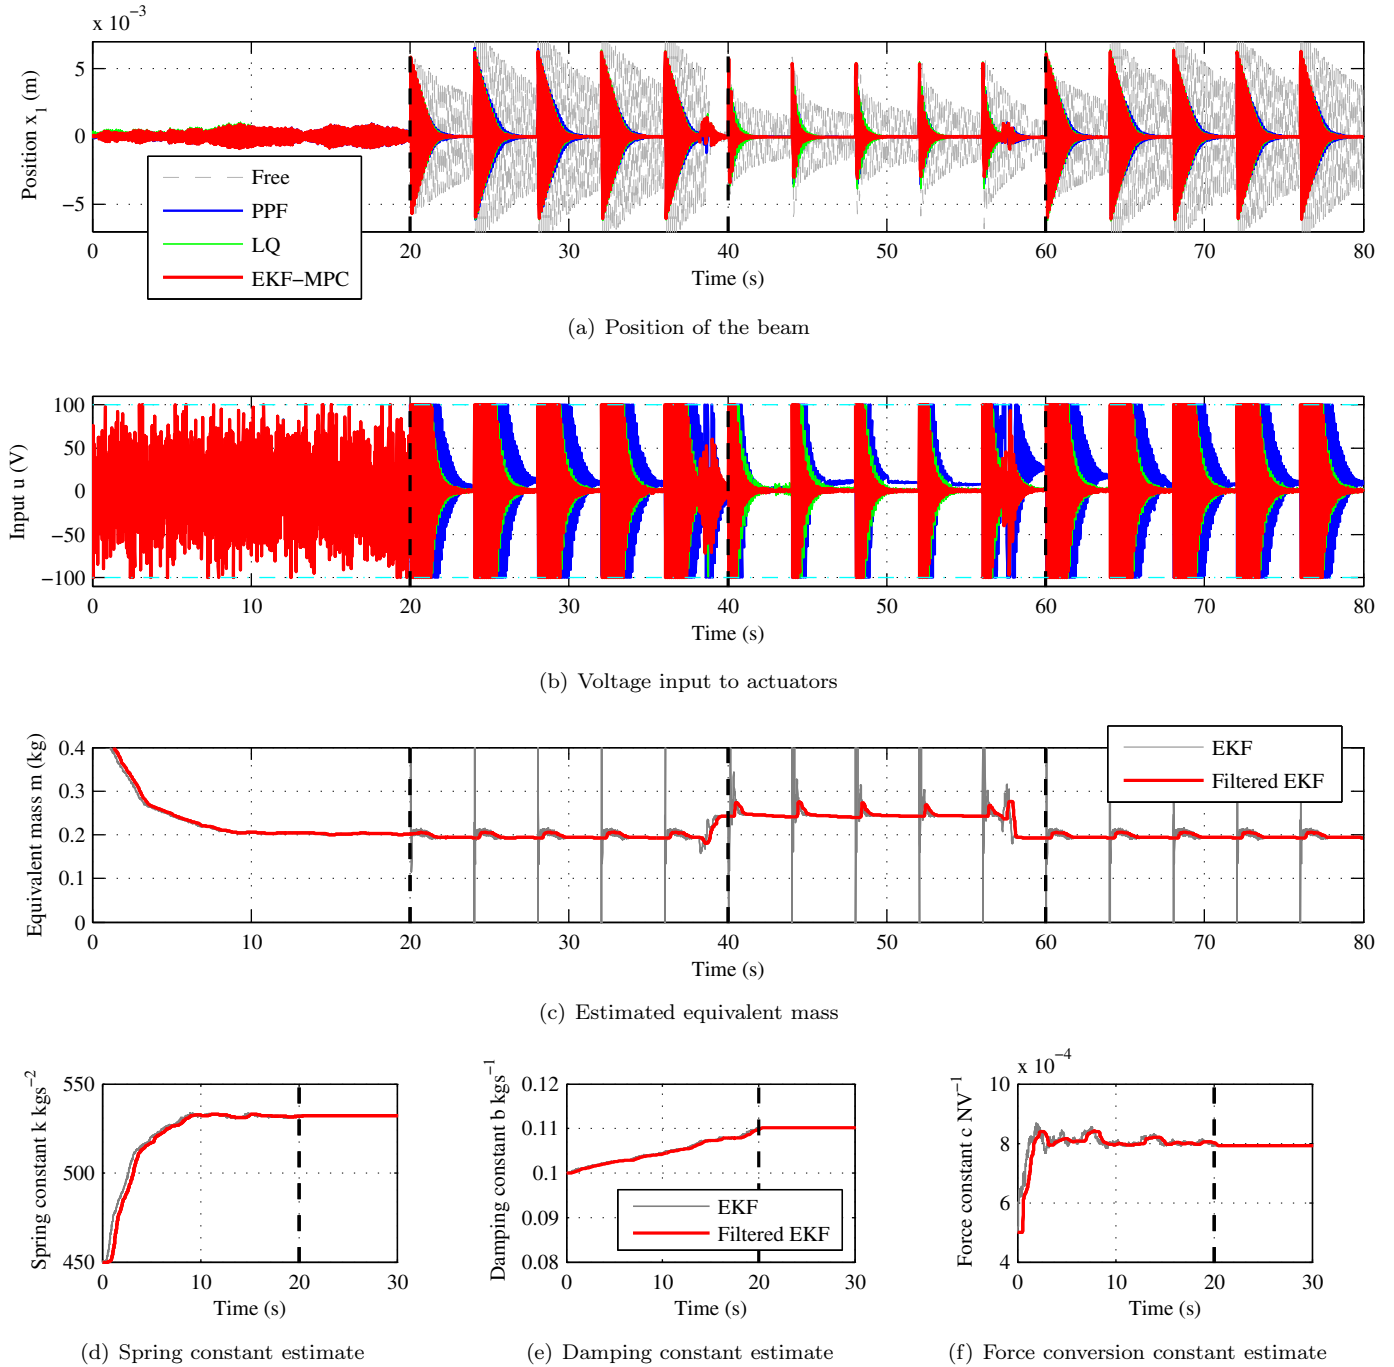 x 10⁻³
Position x₁ (m)
5
0
−5
0 10 20 30 40 50 60 70 80
Time (s)
Free
PPF
LQ
EKF−MPC
(a) Position of the beam
Input u (V)
100
50
0
−50
−100
0 10 20 30 40 50 60 70 80
Time (s)
(b) Voltage input to actuators
Equivalent mass m (kg)
0.4
0.3
0.2
0.1
0
0 10 20 30 40 50 60 70 80
Time (s)
EKF
Filtered EKF
(c) Estimated equivalent mass
Spring constant k kgs⁻²
550
500
450
0 10 20 30
Time (s)
(d) Spring constant estimate
Damping constant b kgs⁻¹
0.12
0.11
0.1
0.09
0.08
0 10 20 30
Time (s)
EKF
Filtered EKF
(e) Damping constant estimate
x 10⁻⁴
Force constant c NV⁻¹
10
8
6
4
0 10 20 30
Time (s)
(f) Force conversion constant estimate